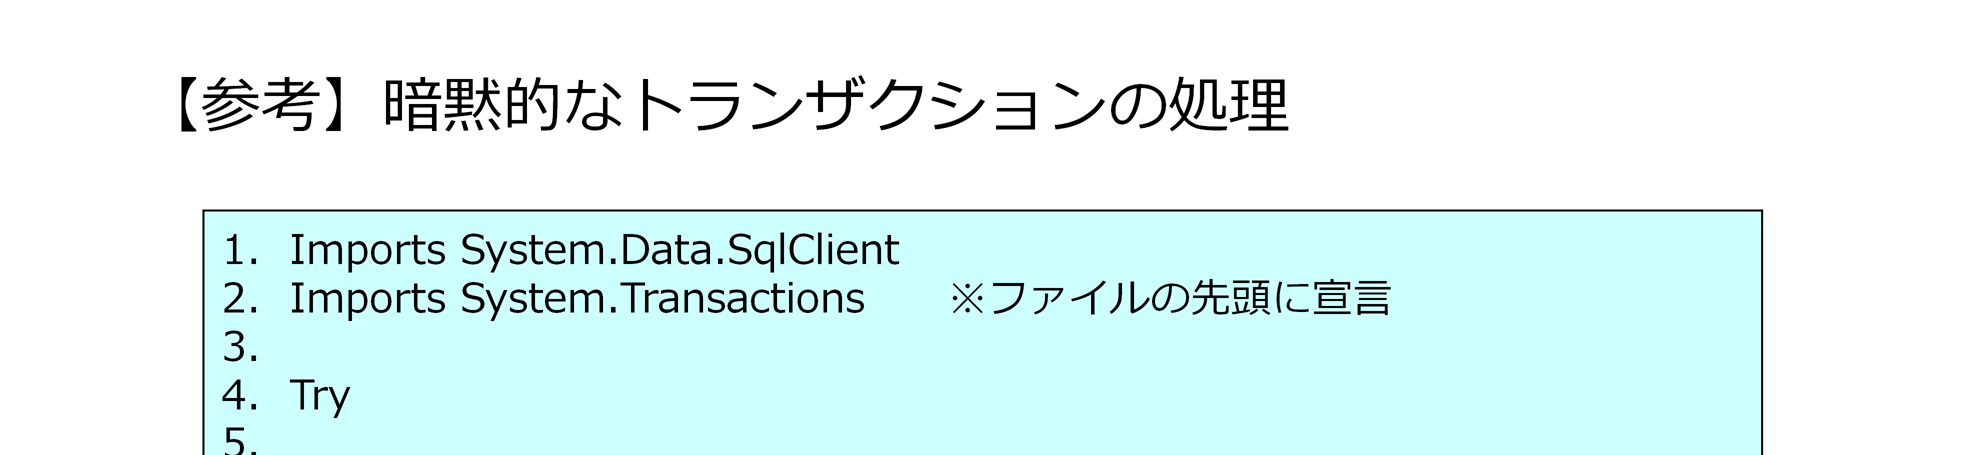 【参考】暗黙的なトランザクションの処理
1. Imports System.Data.SqlClient
2. Imports System.Transactions　　※ファイルの先頭に宣言
3.
4. Try
5.